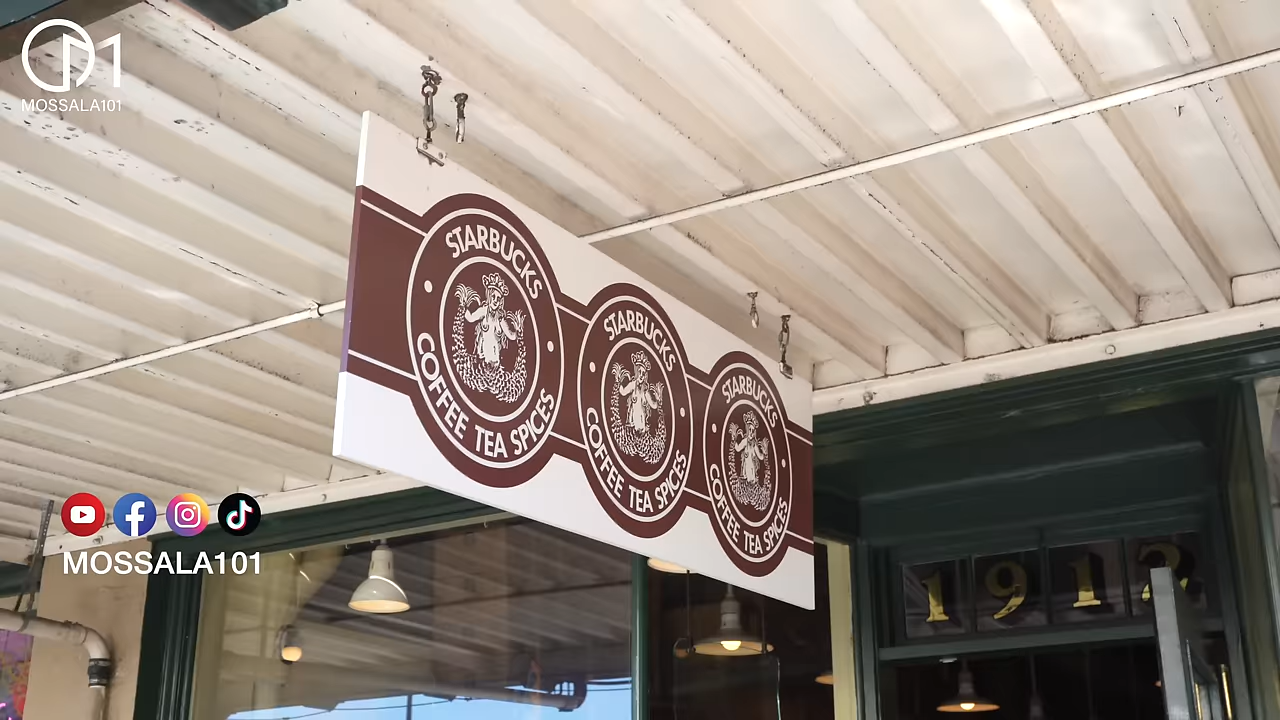 MOSSALA101
STARBUCKS
COFFEE TEA SPICES
STARBUCKS
COFFEE TEA SPICES
STARBUCKS
COFFEE TEA SPICES
MOSSALA101
1912